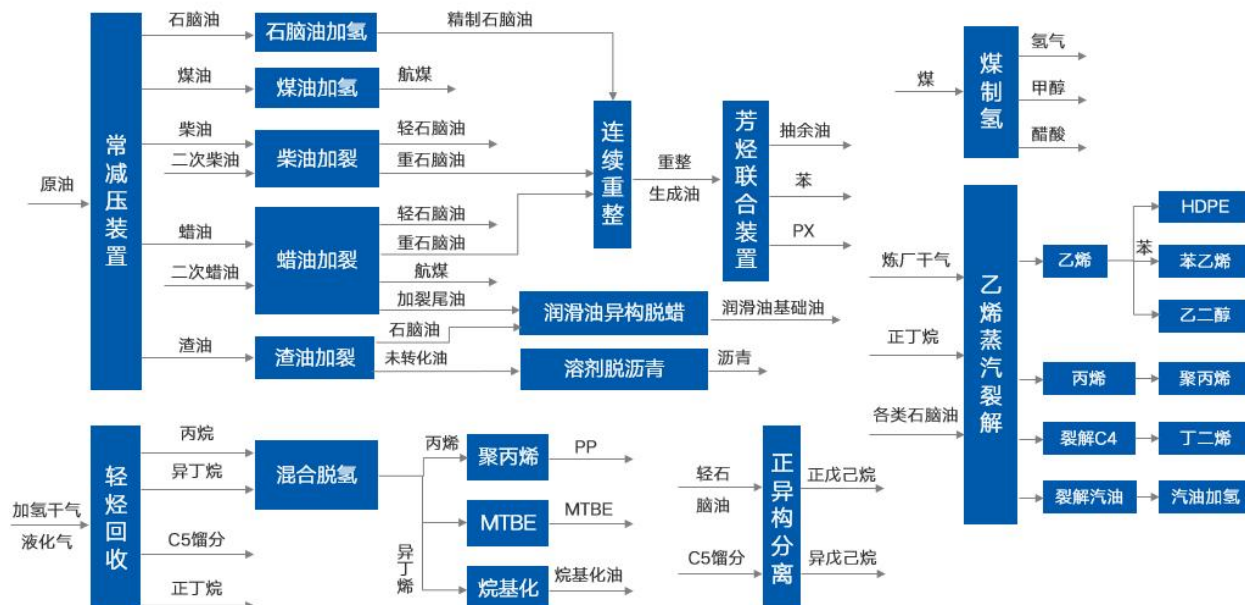 石脑油
石脑油加氢
精制石脑油
煤油
煤油加氢
航煤
柴油
二次柴油
柴油加裂
轻石脑油
重石脑油
原油
常减压装置
蜡油
二次蜡油
蜡油加裂
轻石脑油
重石脑油
航煤
加裂尾油
渣油
渣油加裂
石脑油
未转化油
润滑油异构脱蜡
润滑油基础油
溶剂脱沥青
沥青
连续重整
重整
生成油
芳烃联合装置
抽余油
苯
PX
煤
煤制氢
氢气
甲醇
醋酸
炼厂干气
正丁烷
各类石脑油
乙烯蒸汽裂解
乙烯
苯
HDPE
苯乙烯
乙二醇
丙烯
聚丙烯
裂解C4
丁二烯
裂解汽油
汽油加氢
加氢干气
液化气
轻烃回收
丙烷
异丁烷
C5馏分
正丁烷
混合脱氢
丙烯
异丁烯
聚丙烯
PP
MTBE
MTBE
烷基化
烷基化油
轻石
脑油
C5馏分
正异构分离
正戊己烷
异戊己烷